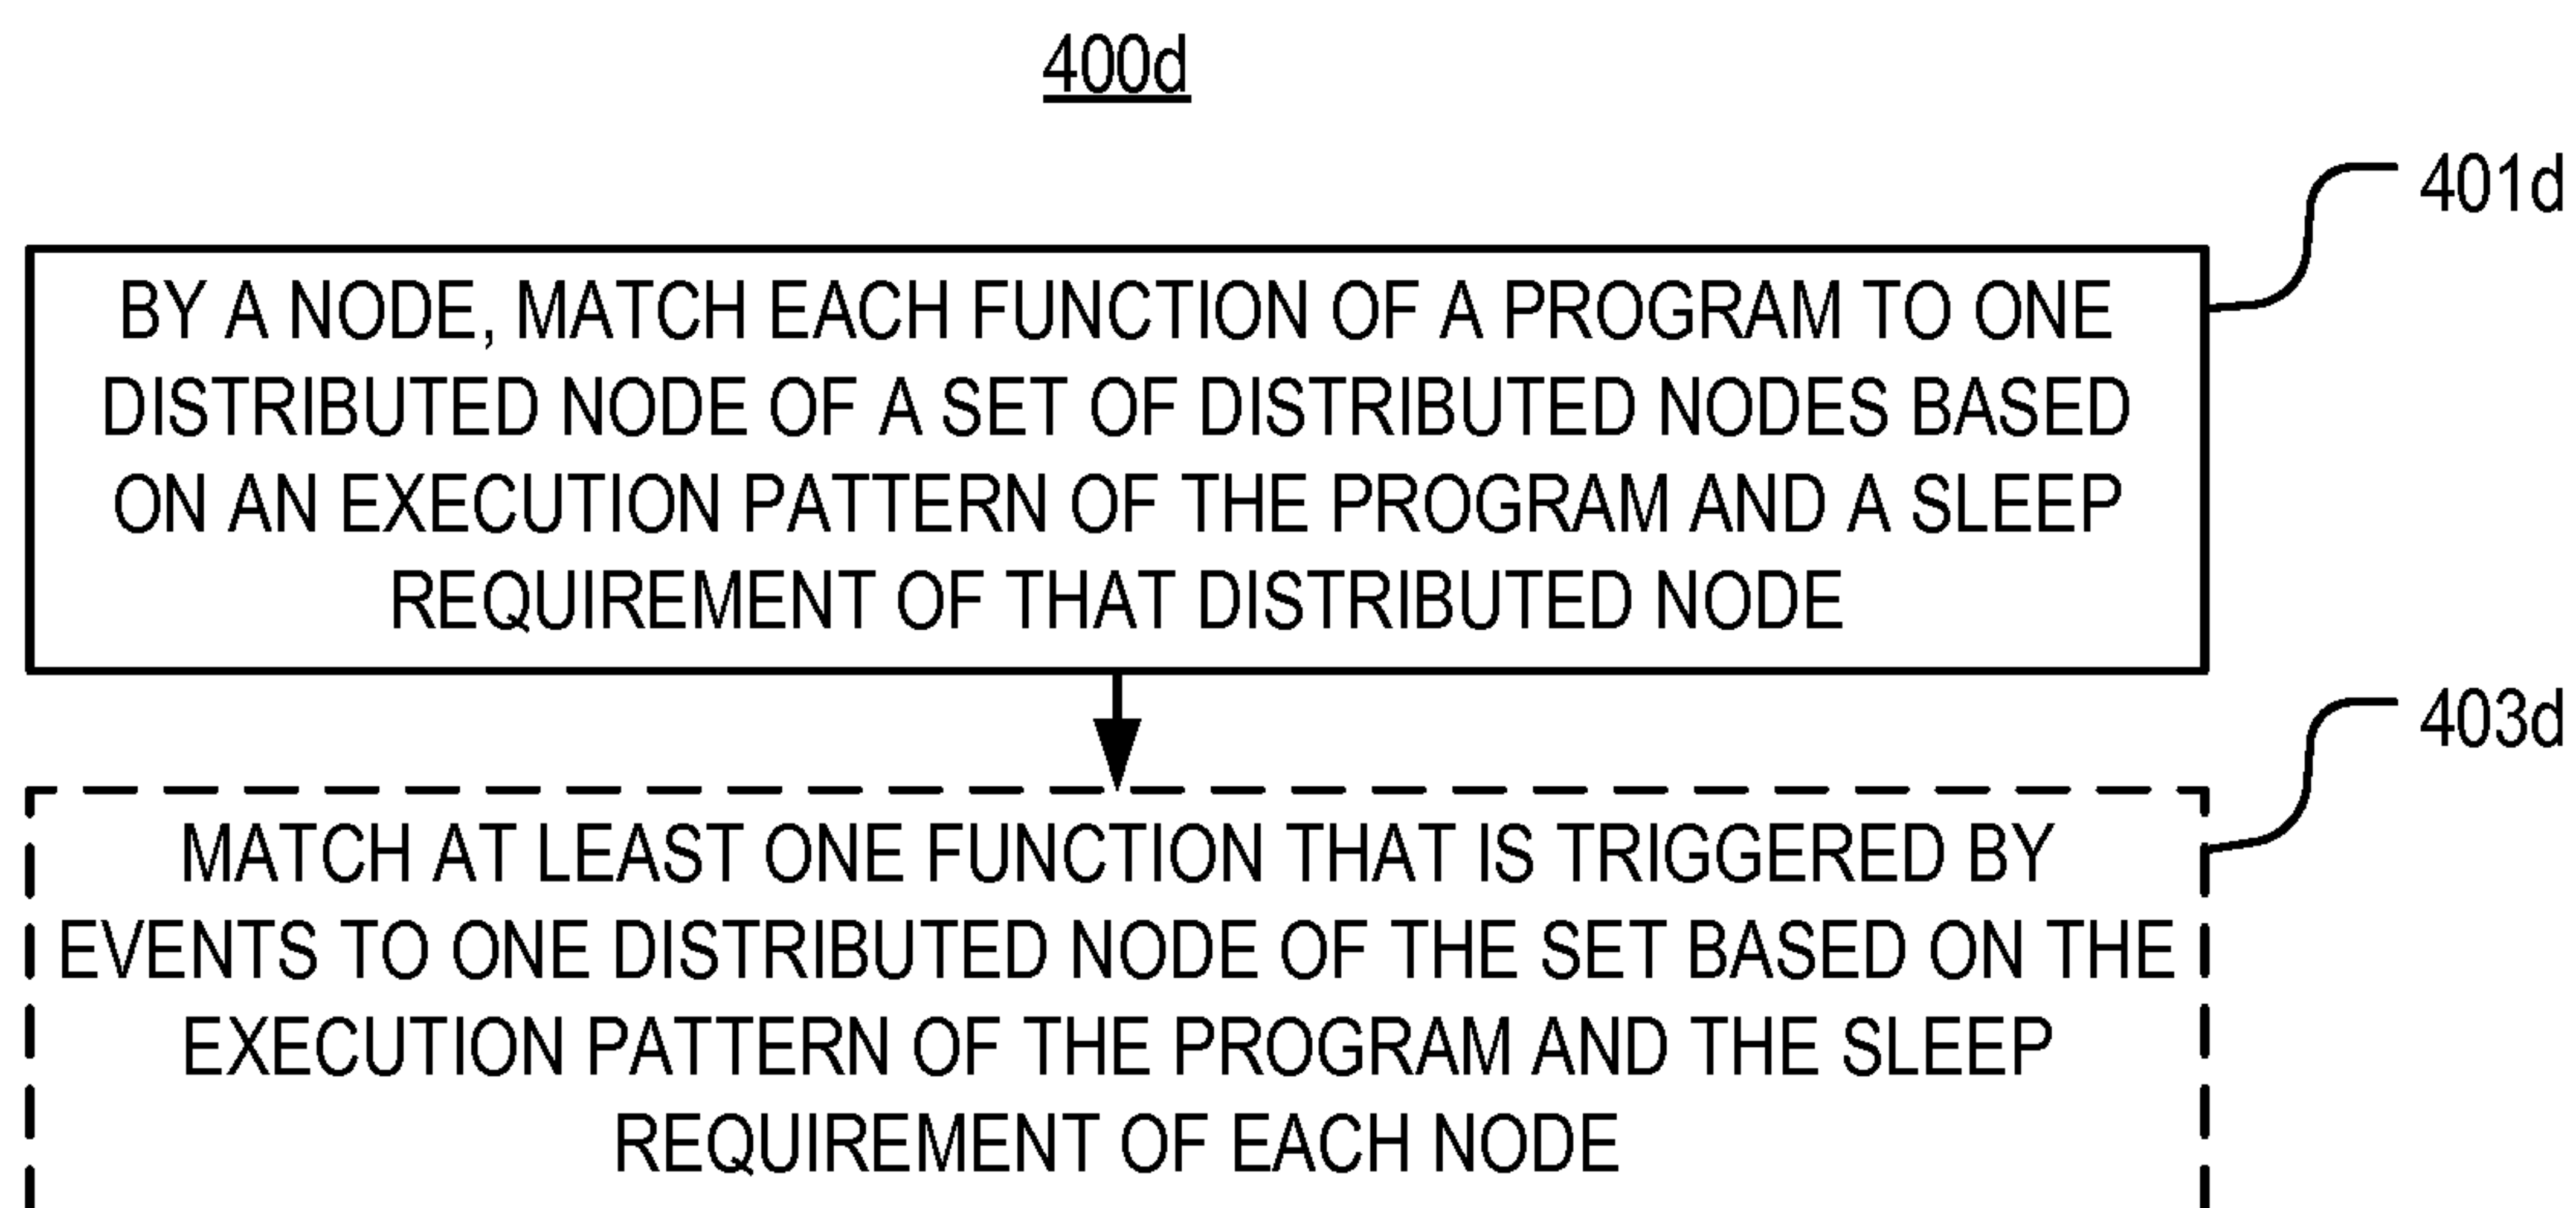 400d
401d
BY A NODE, MATCH EACH FUNCTION OF A PROGRAM TO ONE
DISTRIBUTED NODE OF A SET OF DISTRIBUTED NODES BASED
ON AN EXECUTION PATTERN OF THE PROGRAM AND A SLEEP
REQUIREMENT OF THAT DISTRIBUTED NODE
403d
MATCH AT LEAST ONE FUNCTION THAT IS TRIGGERED BY
EVENTS TO ONE DISTRIBUTED NODE OF THE SET BASED ON THE
EXECUTION PATTERN OF THE PROGRAM AND THE SLEEP
REQUIREMENT OF EACH NODE